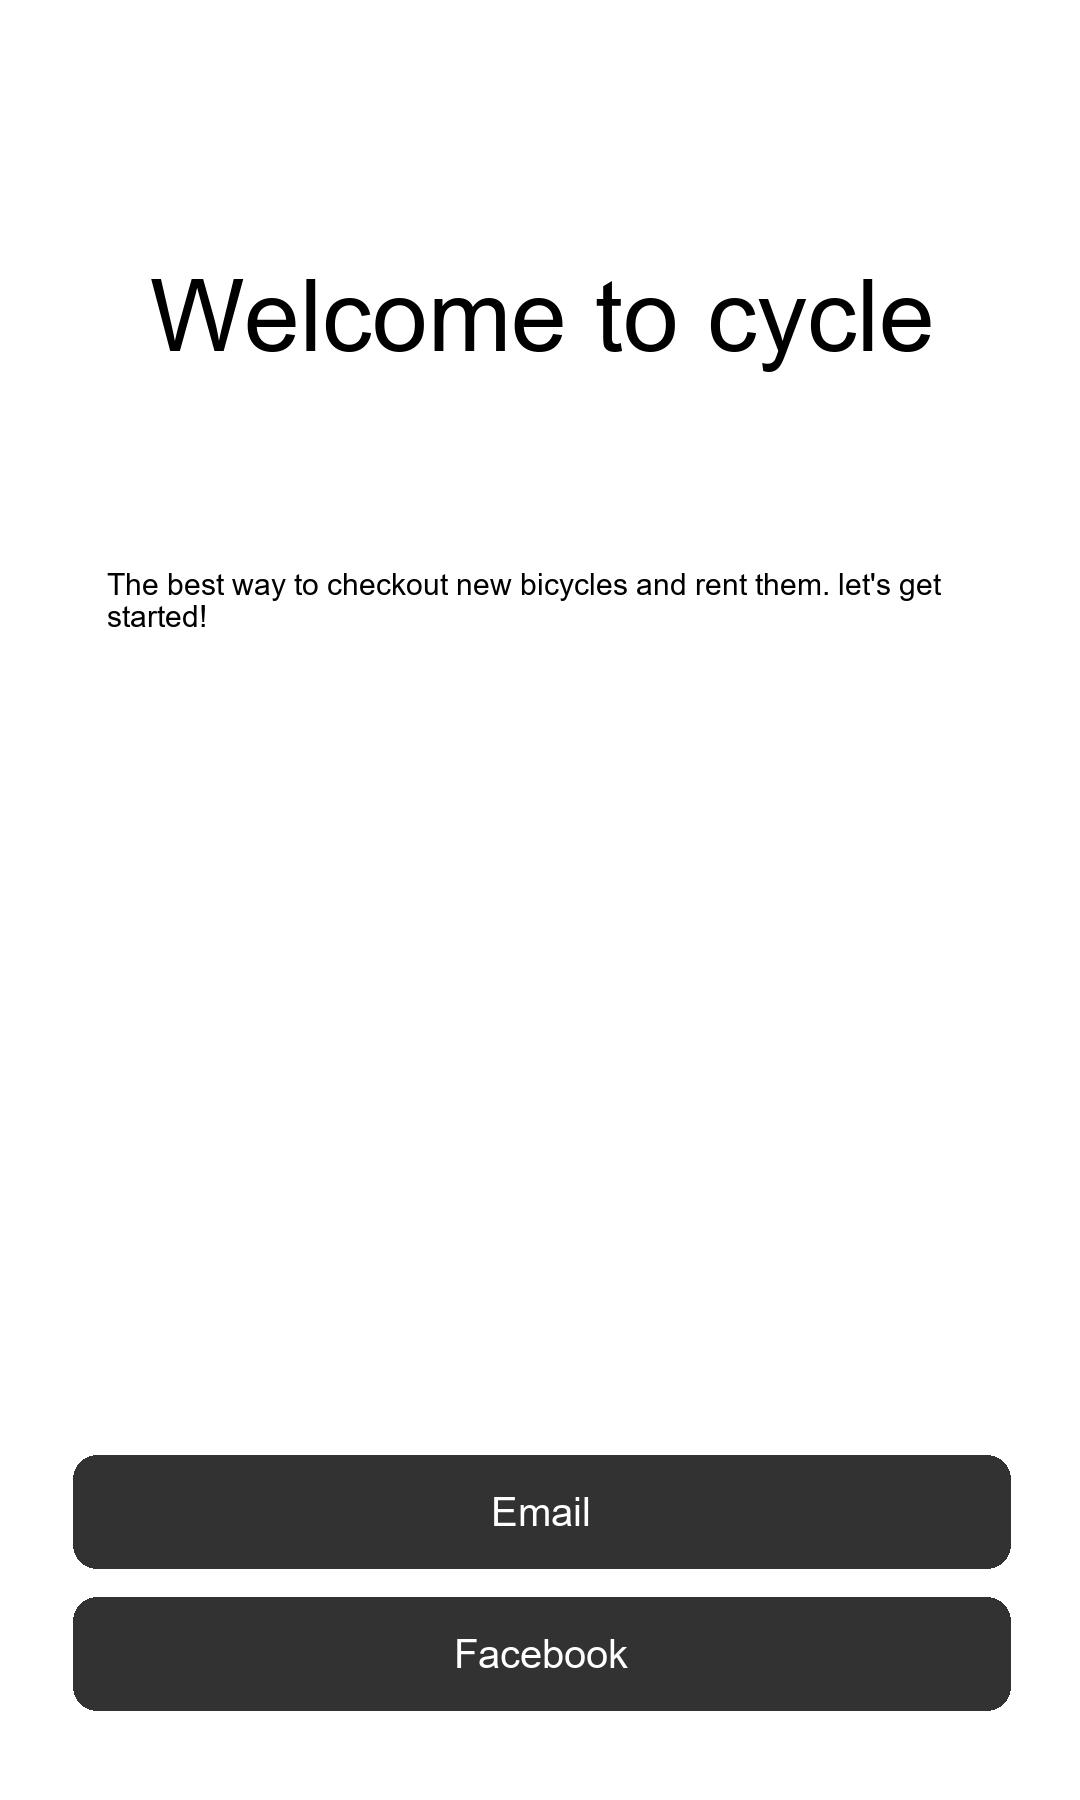 Welcome to cycle
The best way to checkout new bicycles and rent them. let's get
started!
Email
Facebook